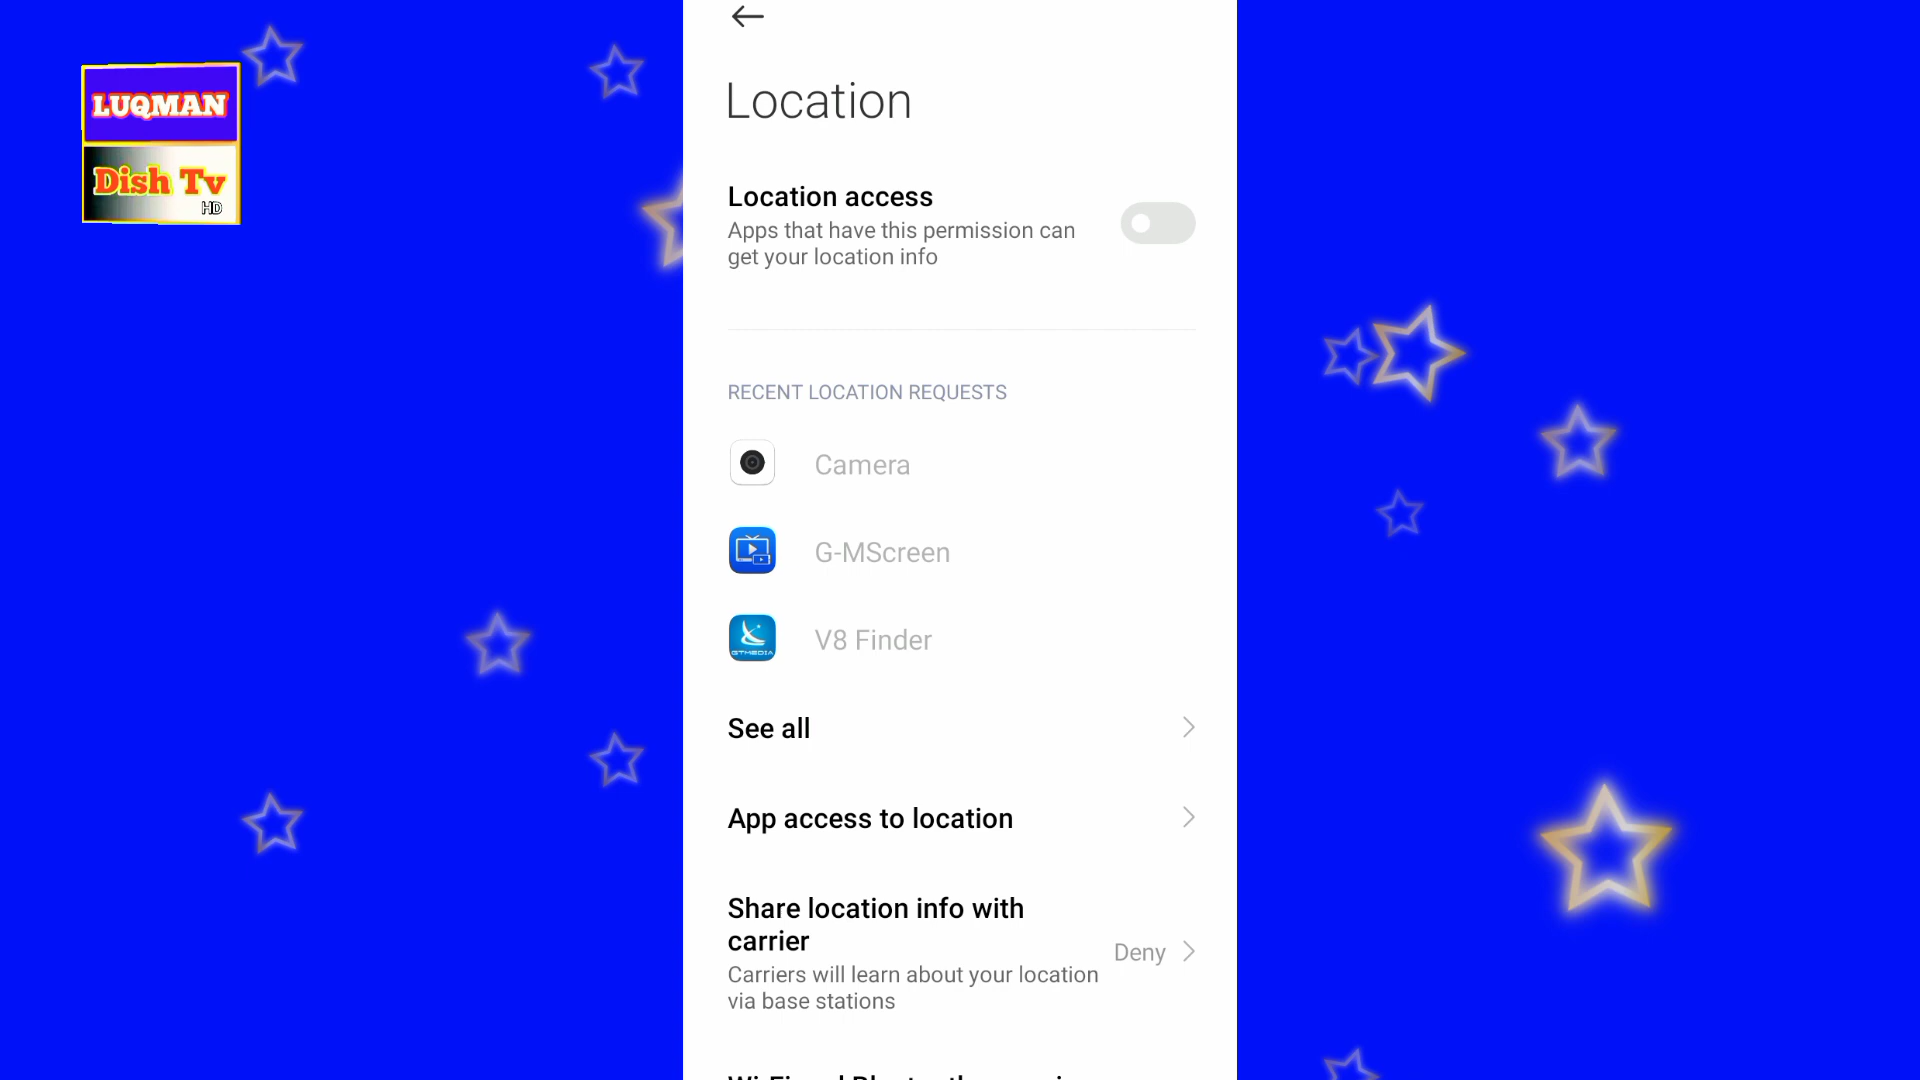 LUQMAN
Dish Tv
HD
Location
Location access
Apps that have this permission can
get your location info
RECENT LOCATION REQUESTS
Camera
G-MScreen
GTMEDIA
V8 Finder
See all
App access to location
Share location info with
carrier
Deny
Carriers will learn about your location
via base stations